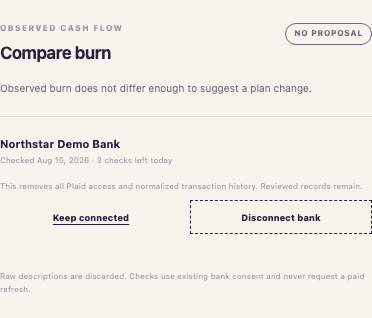 OBSERVED CASH FLOW
NO PROPOSAL
Compare burn
Observed burn does not differ enough to suggest a plan change.
Northstar Demo Bank
Checked Aug 15, 2026 · 3 checks left today
This removes all Plaid access and normalized transaction history. Reviewed records remain.
Keep connected
Disconnect bank
Raw descriptions are discarded. Checks use existing bank consent and never request a paid
refresh.